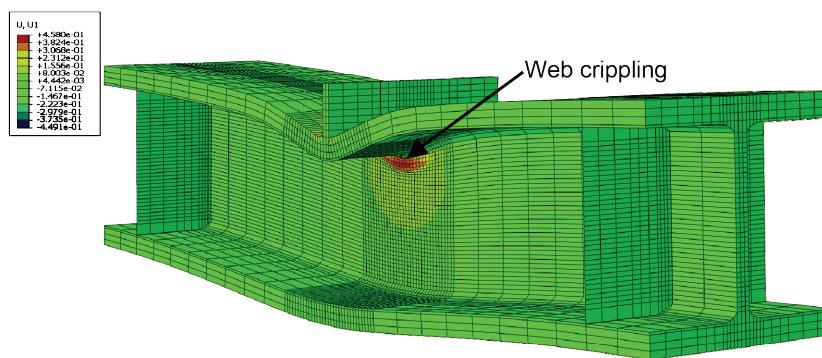 U, U1
+4.580e-01
+3.824e-01
+3.068e-01
+2.312e-01
+1.556e-01
+8.003e-02
+4.442e-03
-7.115e-02
-1.467e-01
-2.223e-01
-2.979e-01
-3.735e-01
-4.491e-01
Web crippling